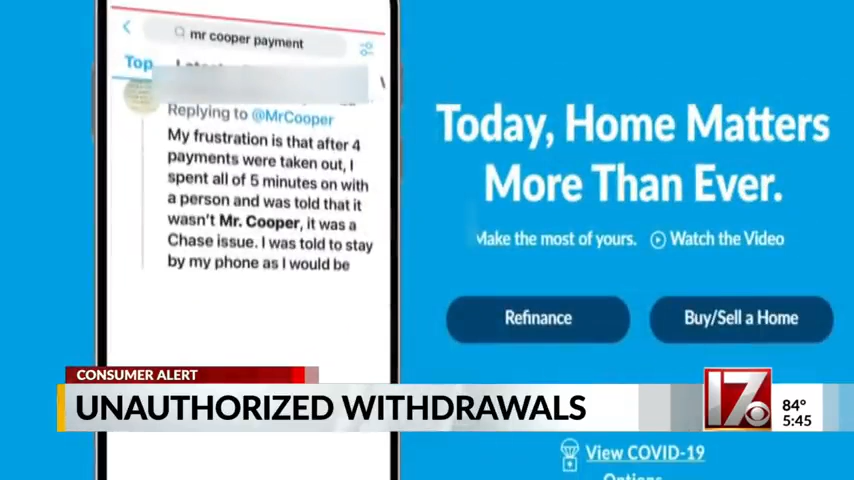 mr cooper payment
Top
Replying to @MrCooper
My frustration is that after 4
payments were taken out, I
spent all of 5 minutes on with
a person and was told that it
wasn't Mr. Cooper, it was a
Chase issue. I was told to stay
by my phone as I would be
Today, Home Matters
More Than Ever.
Make the most of yours. Watch the Video
Refinance
Buy/Sell a Home
CONSUMER ALERT
UNAUTHORIZED WITHDRAWALS
17
84°
5:45
View COVID-19
Options